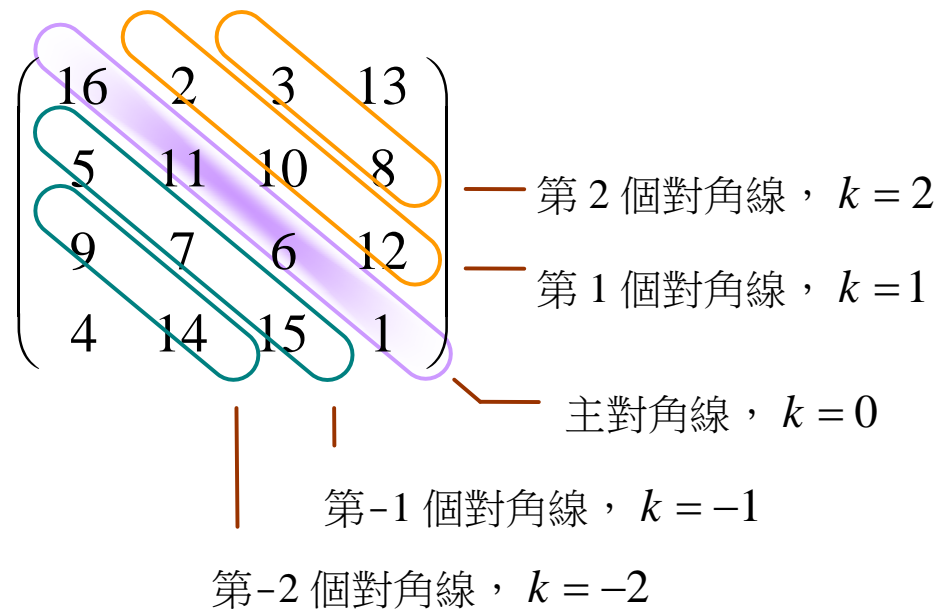 16 2 3 13
5 11 10 8
9 7 6 12
4 14 15 1
第 2 個對角線， k = 2
第 1 個對角線， k = 1
主對角線， k = 0
第-1 個對角線， k = −1
第-2 個對角線， k = −2